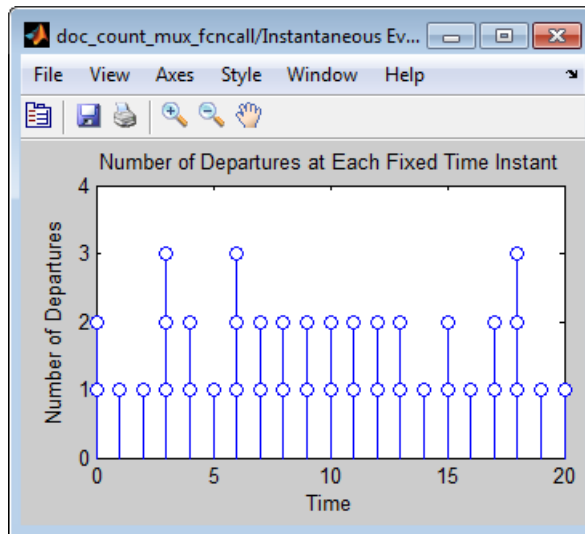 doc_count_mux_fcncall/Instantaneous Ev...
File View Axes Style Window Help
Number of Departures at Each Fixed Time Instant
Number of Departures
4
3
2
1
0
0 5 10 15 20
Time